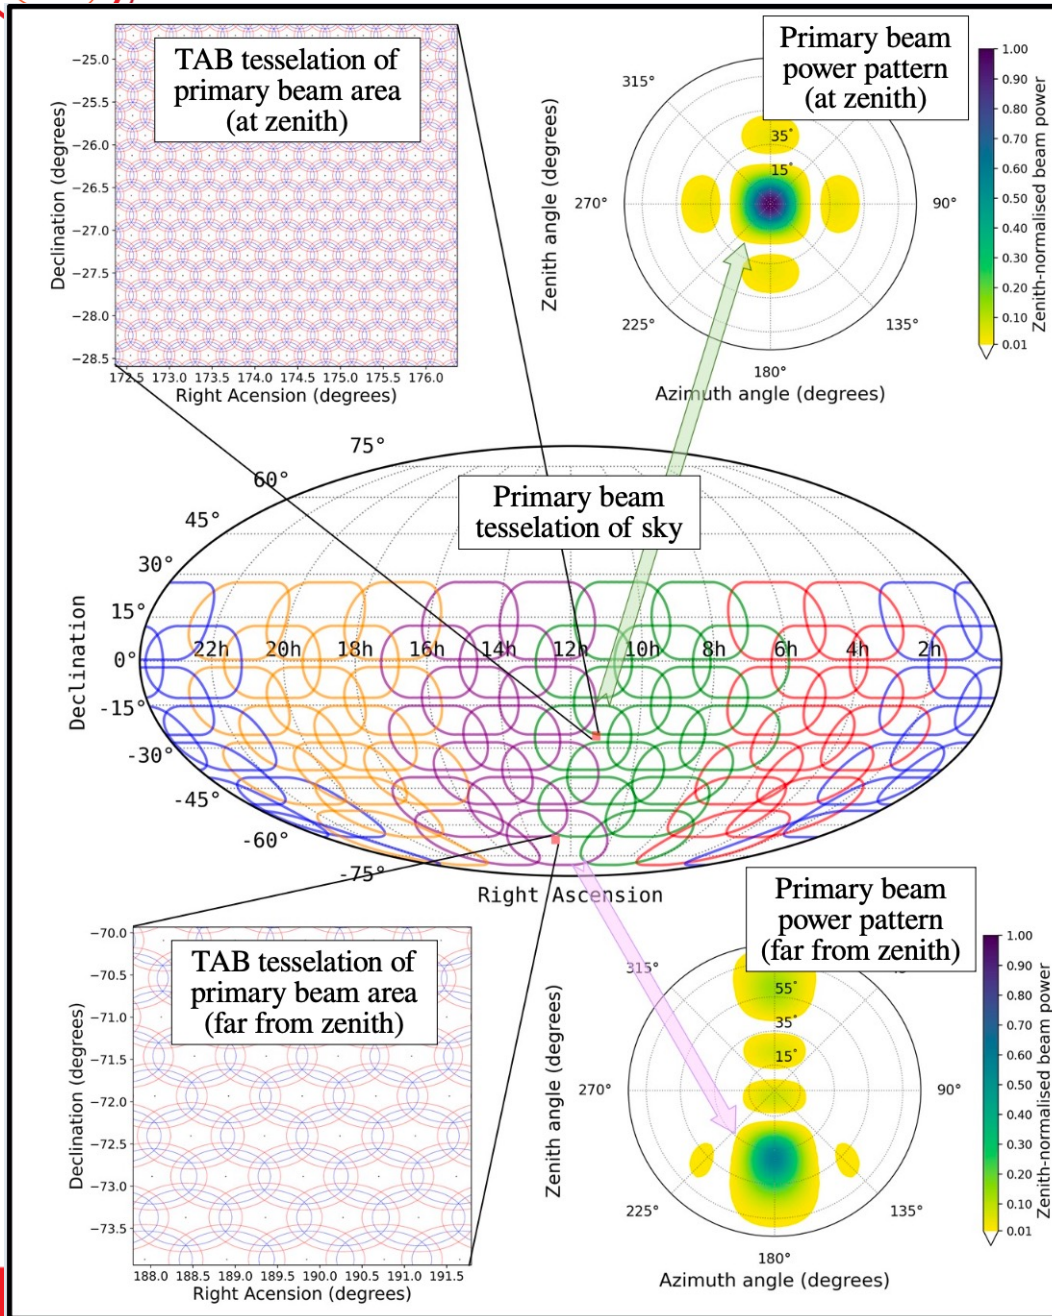 TAB tesselation of
primary beam area
(at zenith)
−25.0
−25.5
−26.0
−26.5
−27.0
−27.5
−28.0
−28.5
Declination (degrees)
172.5 173.0 173.5 174.0 174.5 175.0 175.5 176.0
Right Acension (degrees)
Primary beam
power pattern
(at zenith)
315°
270°
225°
180°
135°
90°
35°
15°
Zenith angle (degrees)
Azimuth angle (degrees)
1.00
0.90
0.80
0.70
0.60
0.50
0.40
0.30
0.20
0.10
0.01
Zenith-normalised beam power
Primary beam
tesselation of sky
75°
60°
45°
30°
15°
0°
-15°
-30°
-45°
-60°
-75°
Declination
22h 20h 18h 16h 14h 12h 10h 8h 6h 4h 2h
Right Ascension
TAB tesselation of
primary beam area
(far from zenith)
−70.0
−70.5
−71.0
−71.5
−72.0
−72.5
−73.0
−73.5
Declination (degrees)
188.0 188.5 189.0 189.5 190.0 190.5 191.0 191.5
Right Ascension (degrees)
Primary beam
power pattern
(far from zenith)
315°
270°
225°
180°
135°
90°
55°
35°
15°
Zenith angle (degrees)
Azimuth angle (degrees)
1.00
0.90
0.80
0.70
0.60
0.50
0.40
0.30
0.20
0.10
0.01
Zenith-normalised beam power